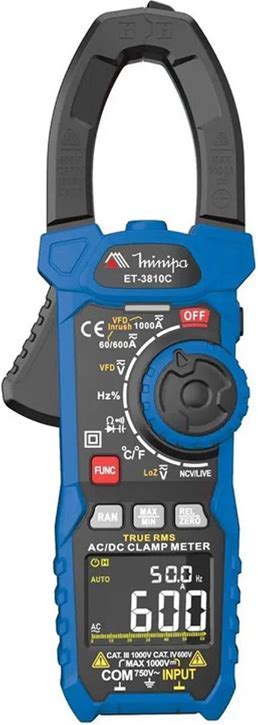 minipa
ET-3810C
OFF
VFD
Inrush 1000A
CE
60/600A
VFD V
Hz%
°C/°F
FUNC
LoZ V
NCV/LIVE
RAN
MAX
MIN
REL
ZERO
TRUE RMS
AC/DC CLAMP METER
H
AUTO
50.0 Hz
A
AC
600
CAT. III 1000V CAT. IV 600V
MAX 1000V
COM 750V~ INPUT